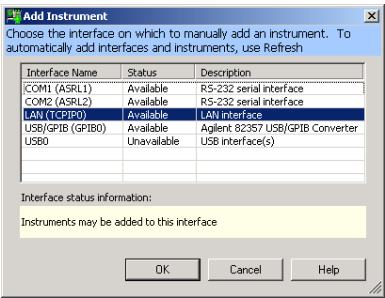 Add Instrument
Choose the interface on which to manually add an instrument. To
automatically add interfaces and instruments, use Refresh
Interface Name Status Description
COM1 (ASRL1) Available RS-232 serial interface
COM2 (ASRL2) Available RS-232 serial interface
LAN (TCPIP0) Available LAN interface
USB/GPIB (GPIB0) Available Agilent 82357 USB/GPIB Converter
USB0 Unavailable USB interface(s)
Interface status information:
Instruments may be added to this interface
OK Cancel Help